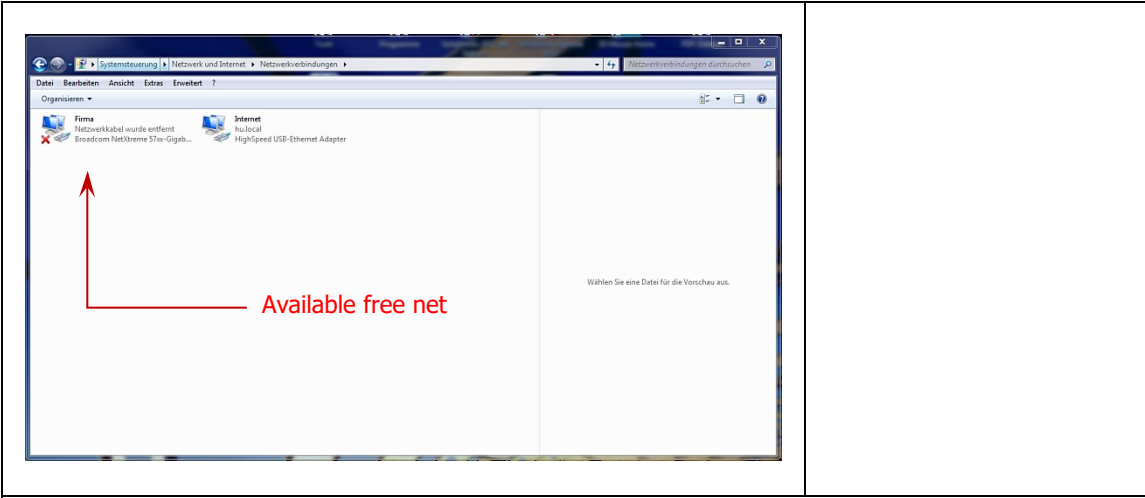 Systemsteuerung Netzwerk und Internet Netzwerkverbindungen
Netzwerkverbindungen durchsuchen
Datei Bearbeiten Ansicht Extras Erweitert ?
Organisieren
Firma
Netzwerkkabel wurde entfernt
Broadcom NetXtreme 57xx-Gigab...
Internet
hu.local
HighSpeed USB-Ethernet Adapter
Wählen Sie eine Datei für die Vorschau aus.
Available free net